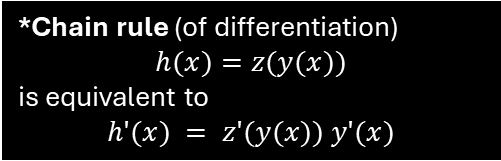 *Chain rule (of differentiation)
h(x) = z(y(x))
is equivalent to
h'(x) = z'(y(x)) y'(x)